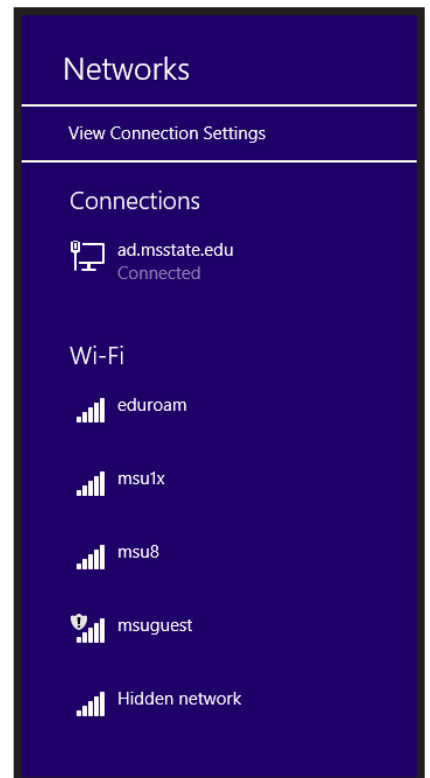 Networks
View Connection Settings
Connections
ad.msstate.edu
Connected
Wi-Fi
eduroam
msu1x
msu8
msuguest
Hidden network